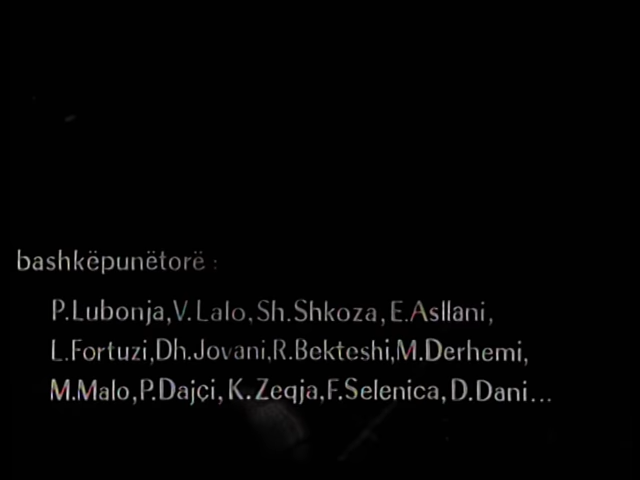 bashkëpunëtorë :
P.Lubonja,V.Lalo,Sh.Shkoza,E.Asllani,
L.Fortuzi,Dh.Jovani,R.Bekteshi,M.Derhemi,
M.Malo,P.Dajçi,K.Zeqja,F.Selenica,D.Dani...